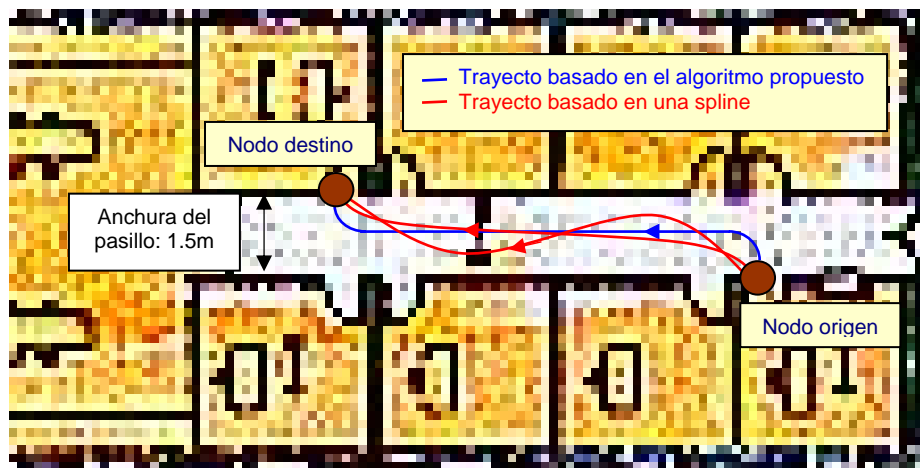 Trayecto basado en el algoritmo propuesto
Trayecto basado en una spline
Nodo destino
Anchura del
pasillo: 1.5m
Nodo origen